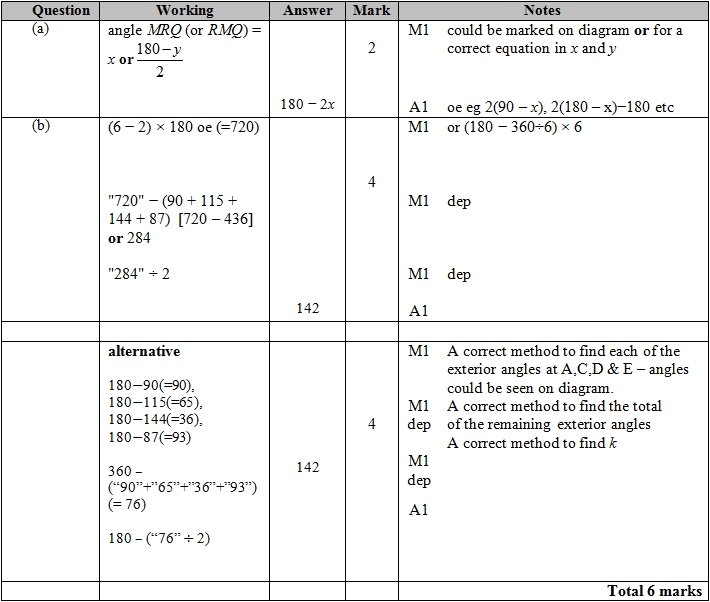 Question Working Answer Mark Notes
(a) angle MRQ (or RMQ) = M1 could be marked on diagram or for a
x or 180−y/2 2 correct equation in x and y
180 − 2x A1 oe eg 2(90 − x), 2(180 – x)−180 etc
(b) (6 − 2) × 180 oe (=720) M1 or (180 − 360÷6) × 6
4
"720" − (90 + 115 + M1 dep
144 + 87) [720 – 436]
or 284
"284" ÷ 2 M1 dep
142 A1
alternative M1 A correct method to find each of the
exterior angles at A,C,D & E – angles
180−90(=90), could be seen on diagram.
180−115(=65), M1 A correct method to find the total
180−144(=36), 4 dep of the remaining exterior angles
180−87(=93) A correct method to find k
M1
360 – 142 dep
(“90”+”65”+”36”+”93”)
(= 76) A1
180 – (“76” ÷ 2)
Total 6 marks